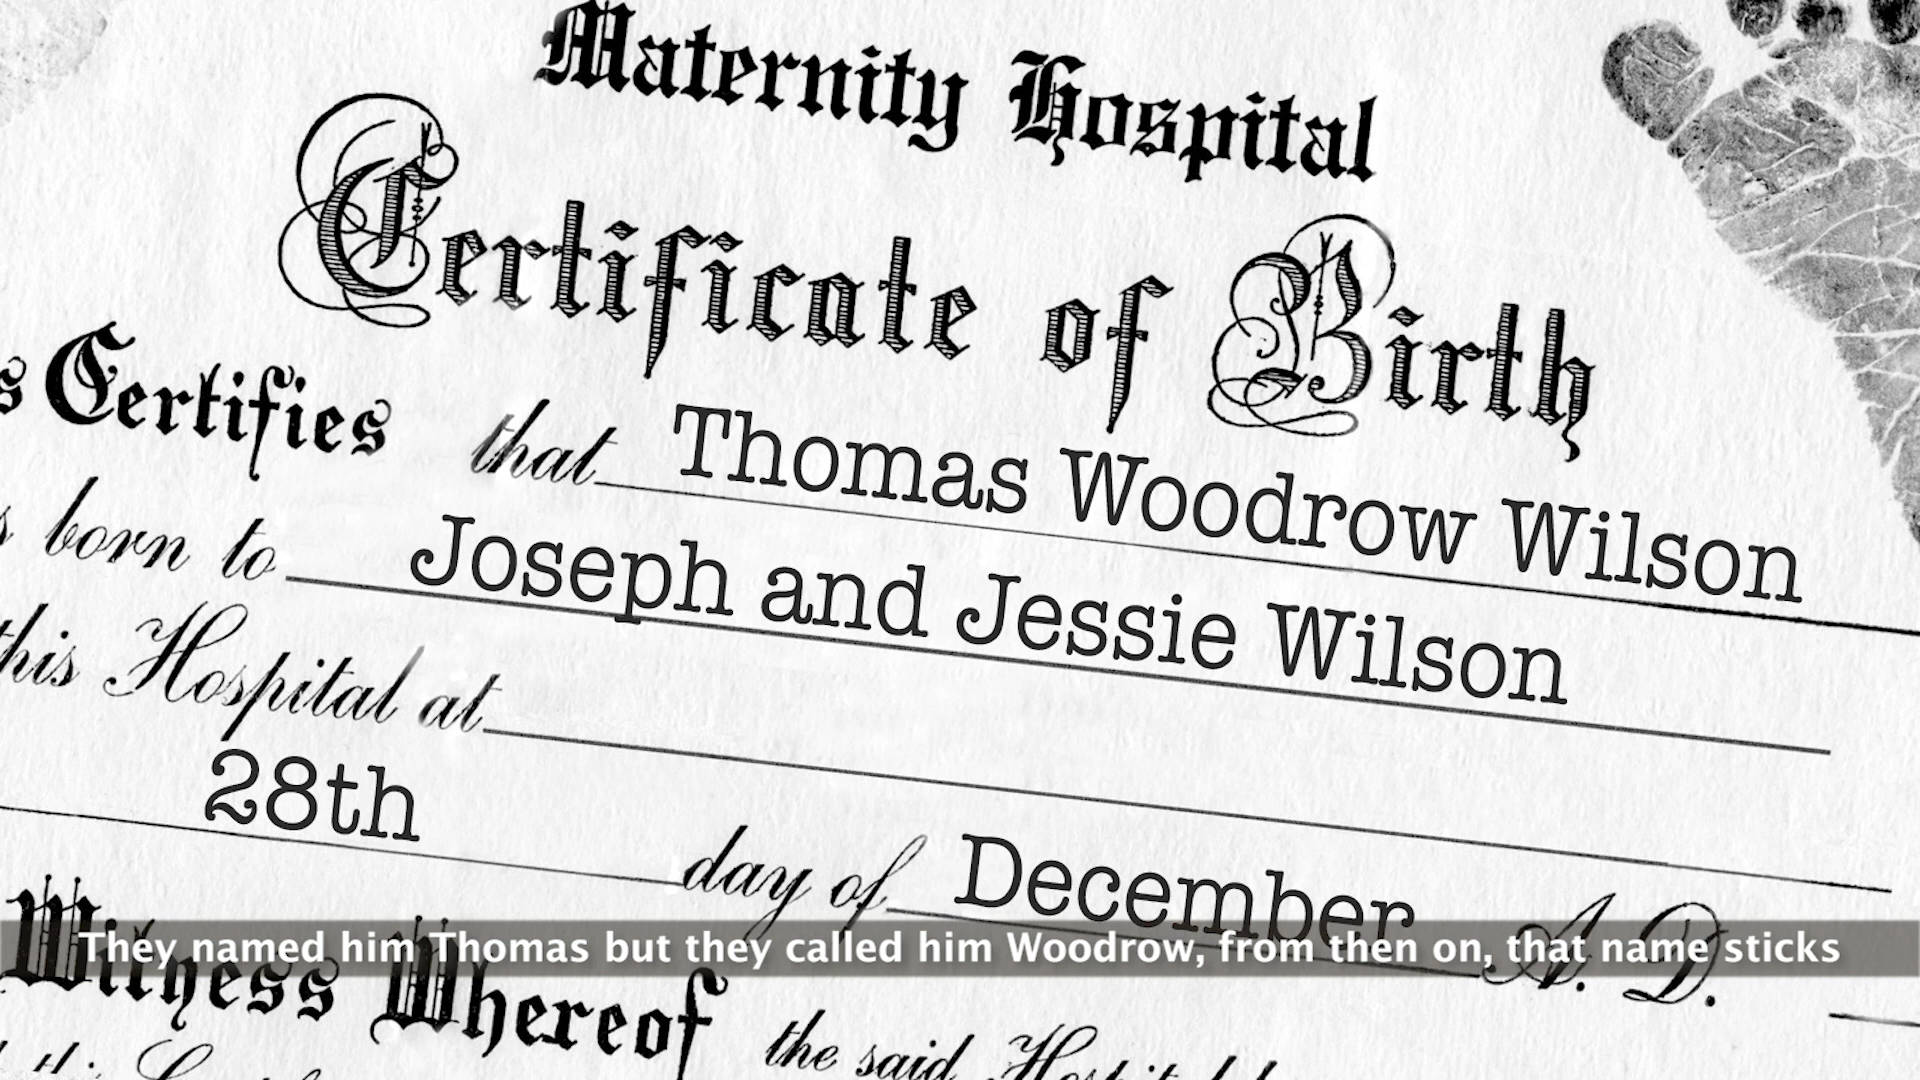 Maternity Hospital
Certificate of Birth
s Certifies that Thomas Woodrow Wilson
s born to Joseph and Jessie Wilson
this Hospital at
28th day of December A.D.
They named him Thomas but they called him Woodrow, from then on, that name sticks
Witness Whereof the said